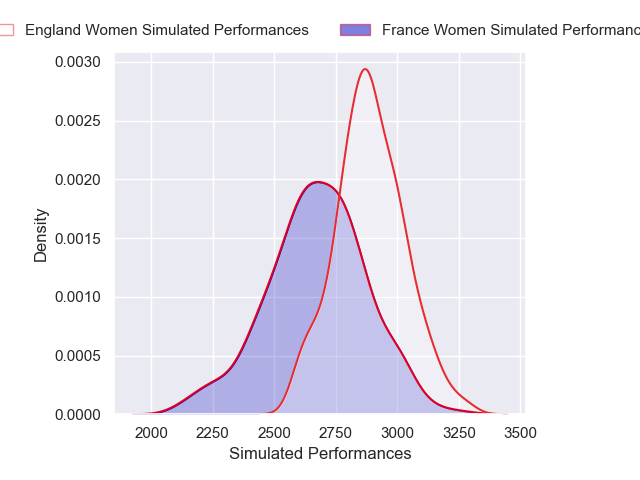 England Women Simulated Performances
France Women Simulated Performanc
0.0030
0.0025
0.0020
0.0015
0.0010
0.0005
0.0000
Density
2000 2250 2500 2750 3000 3250 3500
Simulated Performances